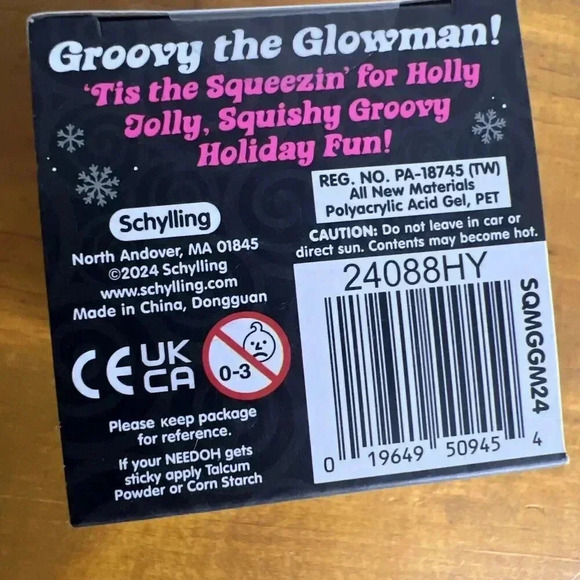 Groovy the Glowman!
'Tis the Squeezin' for Holly
Jolly, Squishy Groovy
Holiday Fun!
REG. NO. PA-18745 (TW)
All New Materials
Polyacrylic Acid Gel, PET
CAUTION: Do not leave in car or
direct sun. Contents may become hot.
Schylling
North Andover, MA 01845
©2024 Schylling
www.schylling.com
Made in China, Dongguan
CE UK
CA
0-3
Please keep package
for reference.
If your NEEDOH gets
sticky apply Talcum
Powder or Corn Starch
24088HY
0 19649 50945 4
SQMGGM24